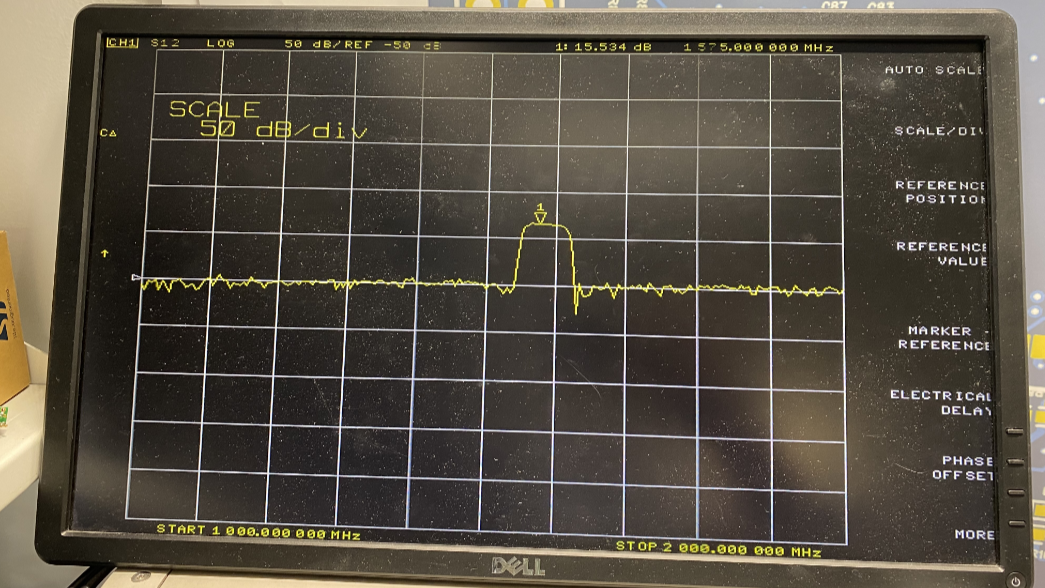 CH1 S12 LOG 50 dB/REF -50 dB 1: 15.534 dB 1 575.000 000 MHz
SCALE
50 dB/div
C∆
1
AUTO SCALE
SCALE/DIV
REFERENCE
POSITION
REFERENCE
VALUE
MARKER -
REFERENCE
ELECTRICAL
DELAY
PHASE
OFFSET
MORE
START 1 000.000 000 MHz
STOP 2 000.000 000 MHz
DELL